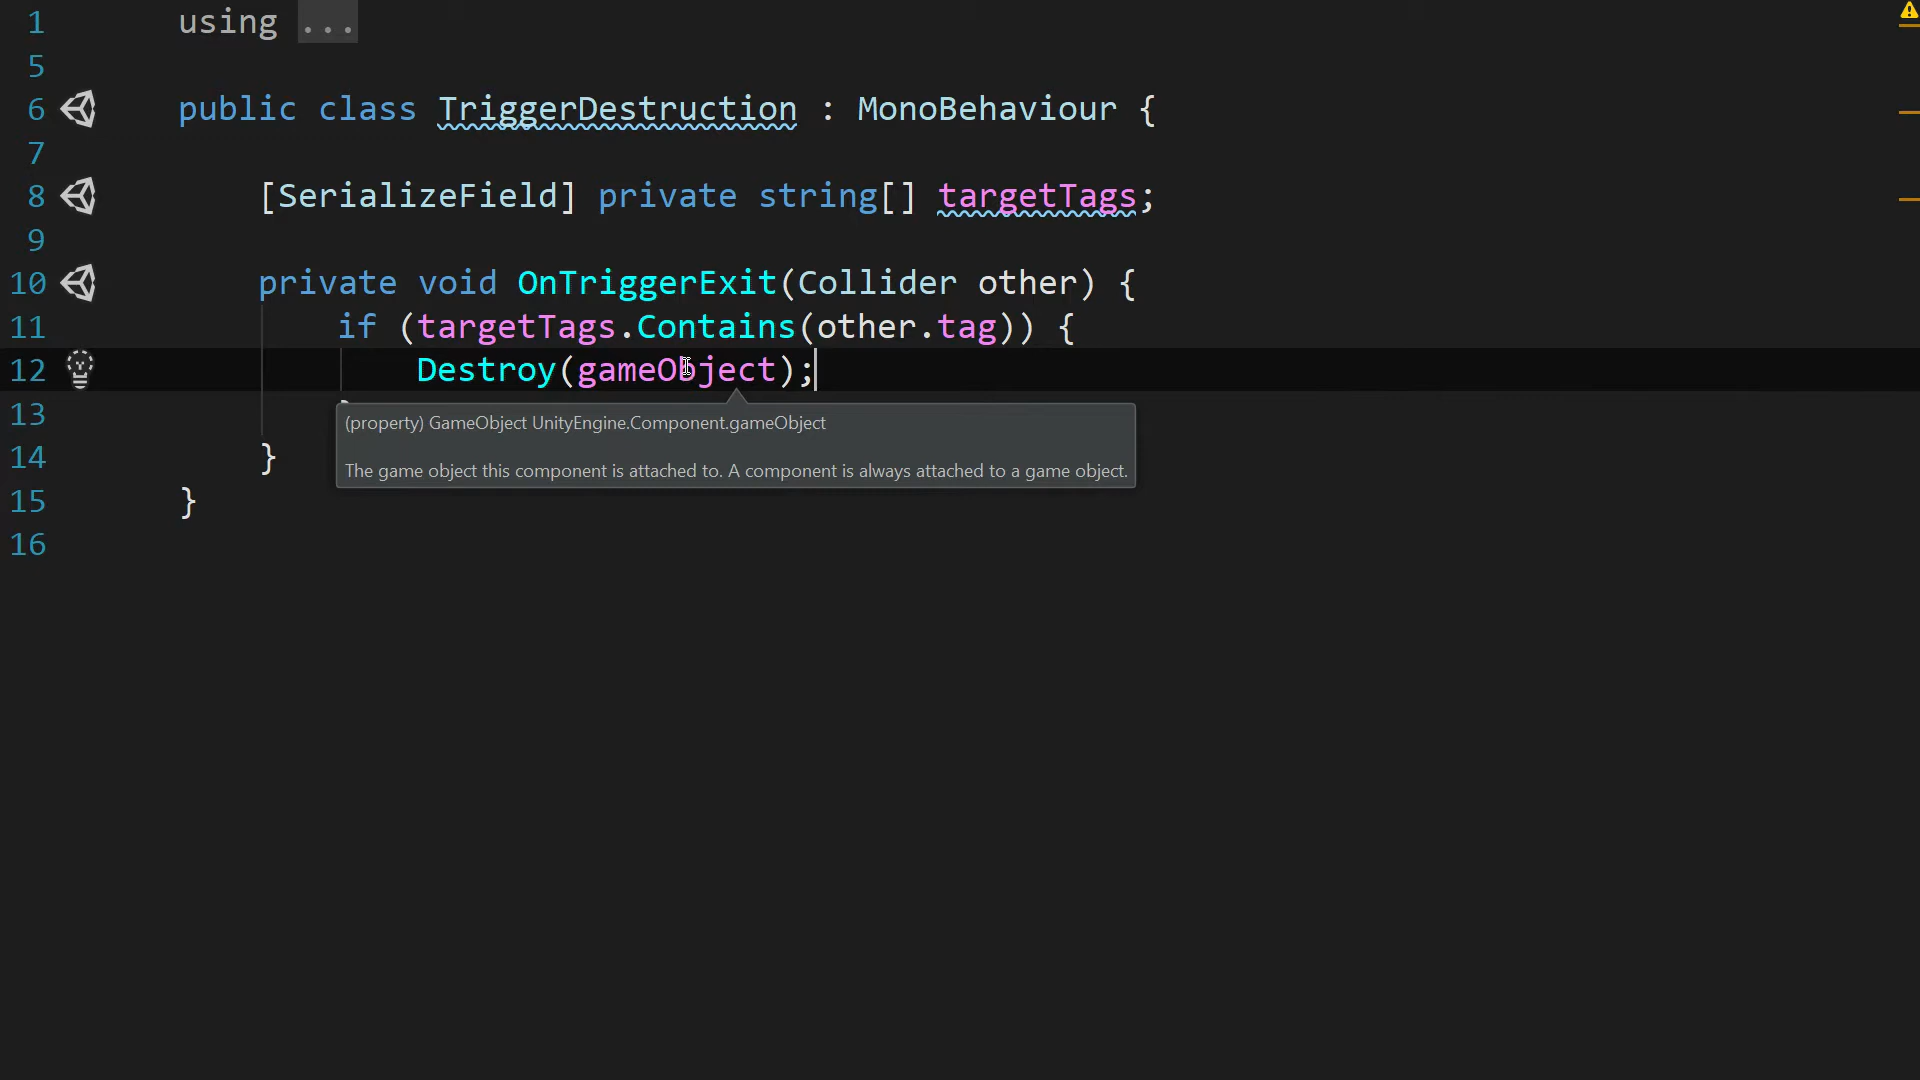 1 using ...
5
6 public class TriggerDestruction : MonoBehaviour {
7
8 [SerializeField] private string[] targetTags;
9
10 private void OnTriggerExit(Collider other) {
11 if (targetTags.Contains(other.tag)) {
12 Destroy(gameObject);
13
(property) GameObject UnityEngine.Component.gameObject
14 }
The game object this component is attached to. A component is always attached to a game object.
15 }
16